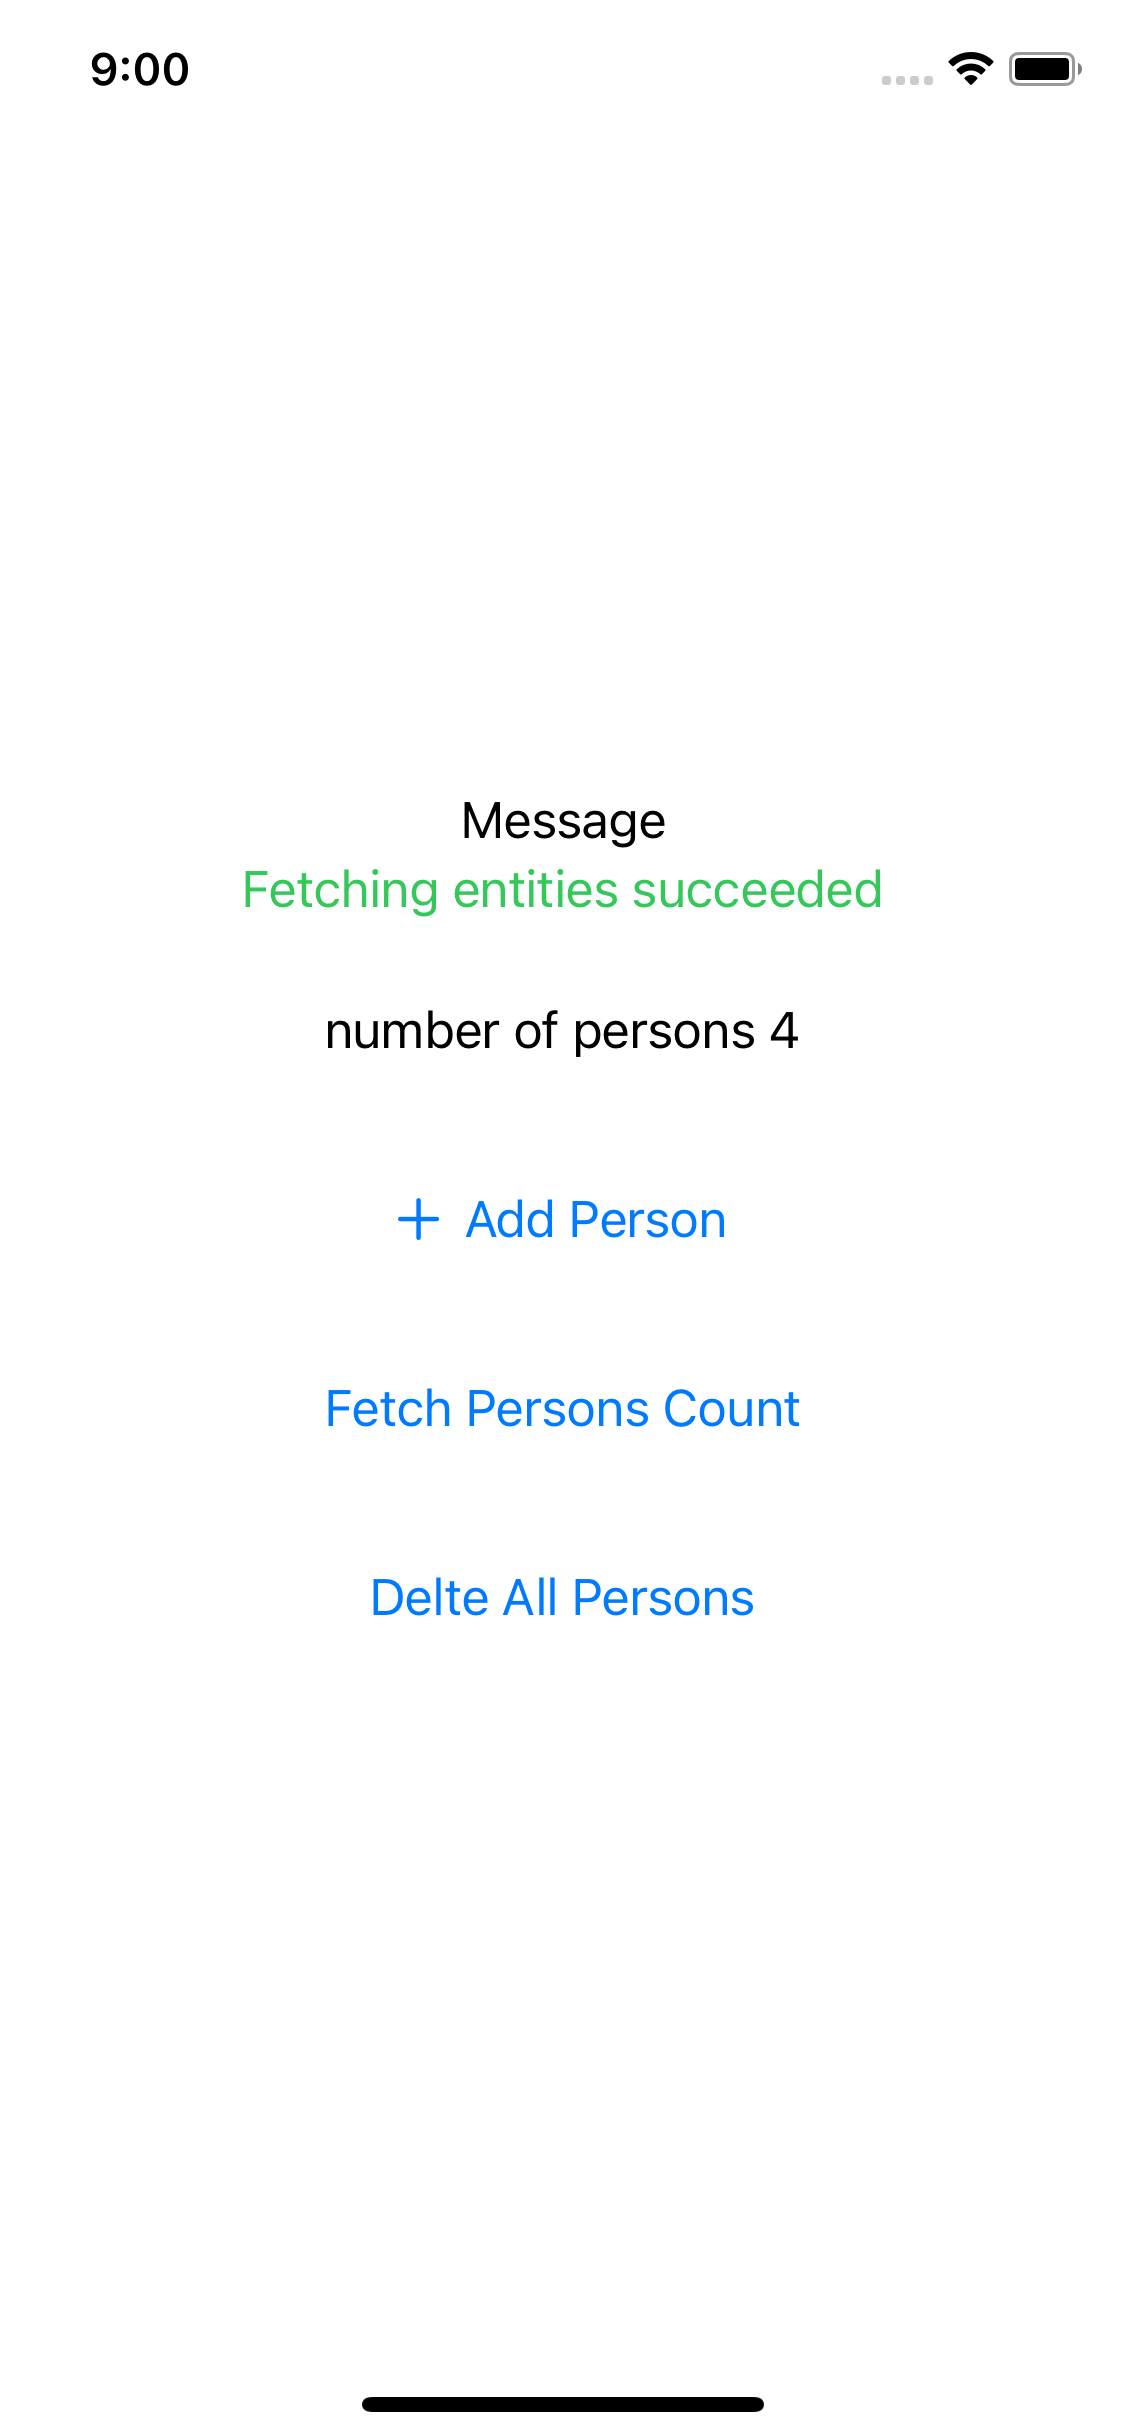 9:00
Message
Fetching entities succeeded
number of persons 4
+ Add Person
Fetch Persons Count
Delte All Persons